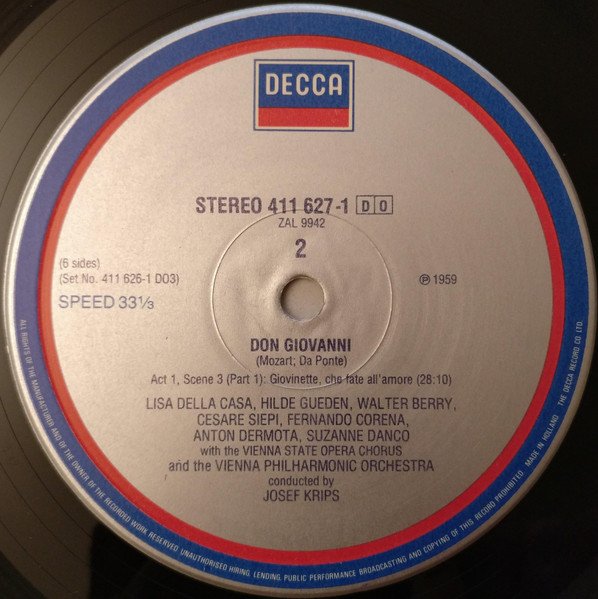 DECCA
STEREO 411 627-1 DO
ZAL 9942
2
(6 sides)
(Set No. 411 626-1 DO3)
SPEED 33⅓
℗ 1959
DON GIOVANNI
(Mozart; Da Ponte)
Act 1, Scene 3 (Part 1): Giovinette, che fate all'amore (28:10)
LISA DELLA CASA, HILDE GUEDEN, WALTER BERRY,
CESARE SIEPI, FERNANDO CORENA,
ANTON DERMOTA, SUZANNE DANCO
with the VIENNA STATE OPERA CHORUS
and the VIENNA PHILHARMONIC ORCHESTRA
conducted by
JOSEF KRIPS
ALL RIGHTS OF THE MANUFACTURER AND OF THE OWNER OF THE RECORDED WORK RESERVED. UNAUTHORISED HIRING, LENDING, PUBLIC PERFORMANCE, BROADCASTING AND COPYING OF THIS RECORD PROHIBITED. MADE IN HOLLAND. THE DECCA RECORD CO. LTD.